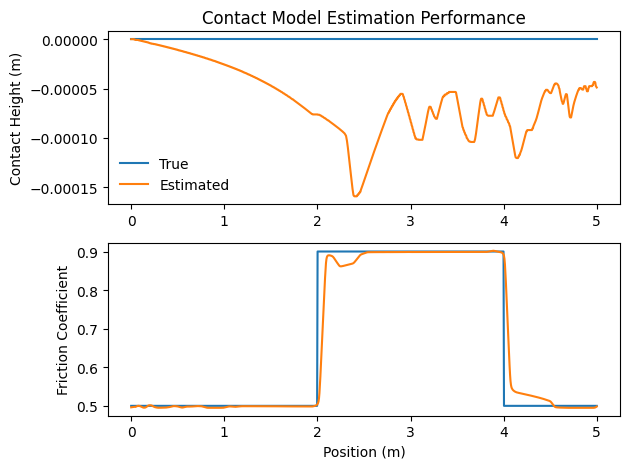 Contact Model Estimation Performance
Contact Height (m)
0.00000
−0.00005
−0.00010
−0.00015
True
Estimated
0 1 2 3 4 5
Friction Coefficient
0.9
0.8
0.7
0.6
0.5
0 1 2 3 4 5
Position (m)